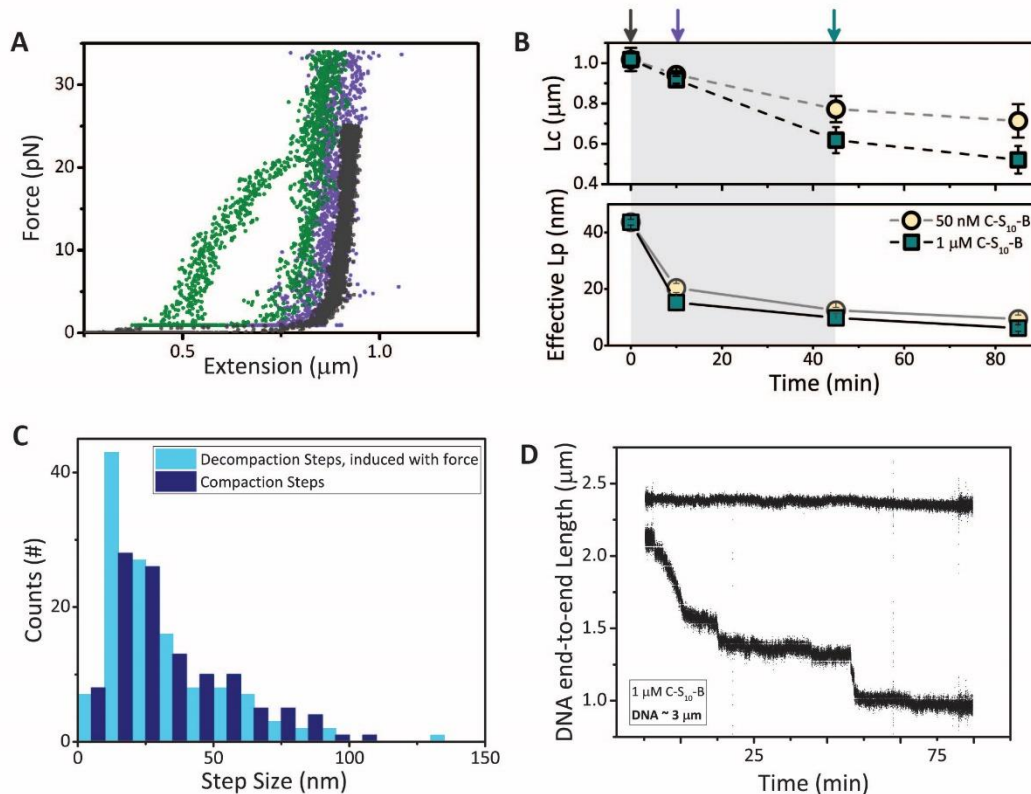 A
Force (pN)
30
20
10
0
0.5
1.0
Extension (μm)
B
Lc (μm)
1.0
0.8
0.6
0.4
Effective Lp (nm)
40
20
0
50 nM C-S₁₀-B
1 μM C-S₁₀-B
0
20
40
60
80
Time (min)
C
Counts (#)
40
20
0
Decompaction Steps, induced with force
Compaction Steps
0
50
100
150
Step Size (nm)
D
DNA end-to-end Length (μm)
2.5
2.0
1.5
1.0
1 μM C-S₁₀-B
DNA ~ 3 μm
25
50
75
Time (min)